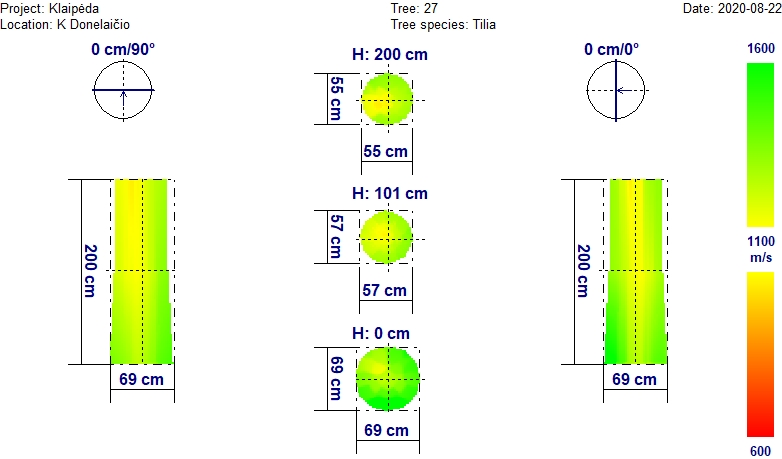 Project: Klaipėda Tree: 27 Date: 2020-08-22
Location: K Donelaičio Tree species: Tilia
0 cm/90° H: 200 cm 0 cm/0° 1600
55 cm
55 cm
H: 101 cm
57 cm
57 cm
200 cm
200 cm
1100
m/s
H: 0 cm
69 cm
69 cm
69 cm
69 cm
600